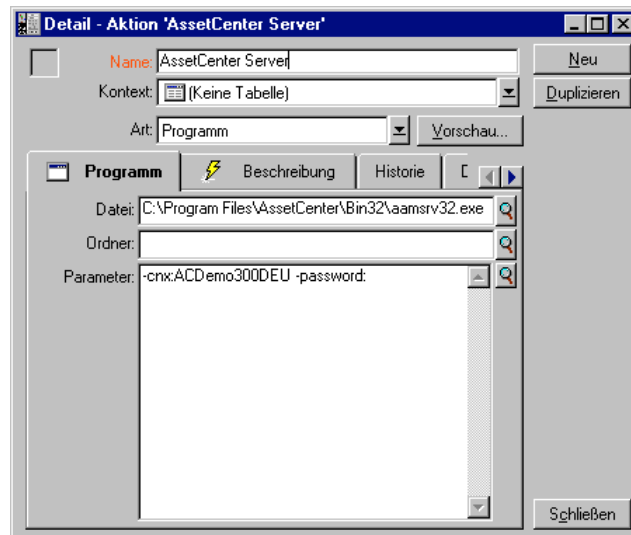 Detail - Aktion 'AssetCenter Server'
Name: AssetCenter Server
Neu
Kontext: (Keine Tabelle)
Duplizieren
Art: Programm
Vorschau...
Programm Beschreibung Historie
Datei: C:\Program Files\AssetCenter\Bin32\aamsrv32.exe
Ordner:
Parameter: -cnx:ACDemo300DEU -password:
Schließen